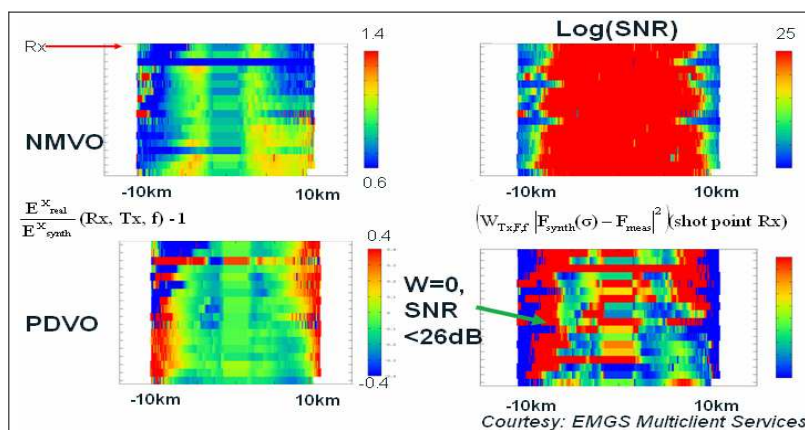 Rx
1.4
Log(SNR)
25
NMVO
0.6
-10km
10km
-10km
10km
E^x_real / E^x_synth (Rx, Tx, f) -1
(W_Tx,F,f |F_synth(σ) – F_meas|^2)(shot point Rx)
0.4
W=0,
SNR
<26dB
PDVO
-0.4
-10km
10km
-10km
10km
Courtesy: EMGS Multiclient Services